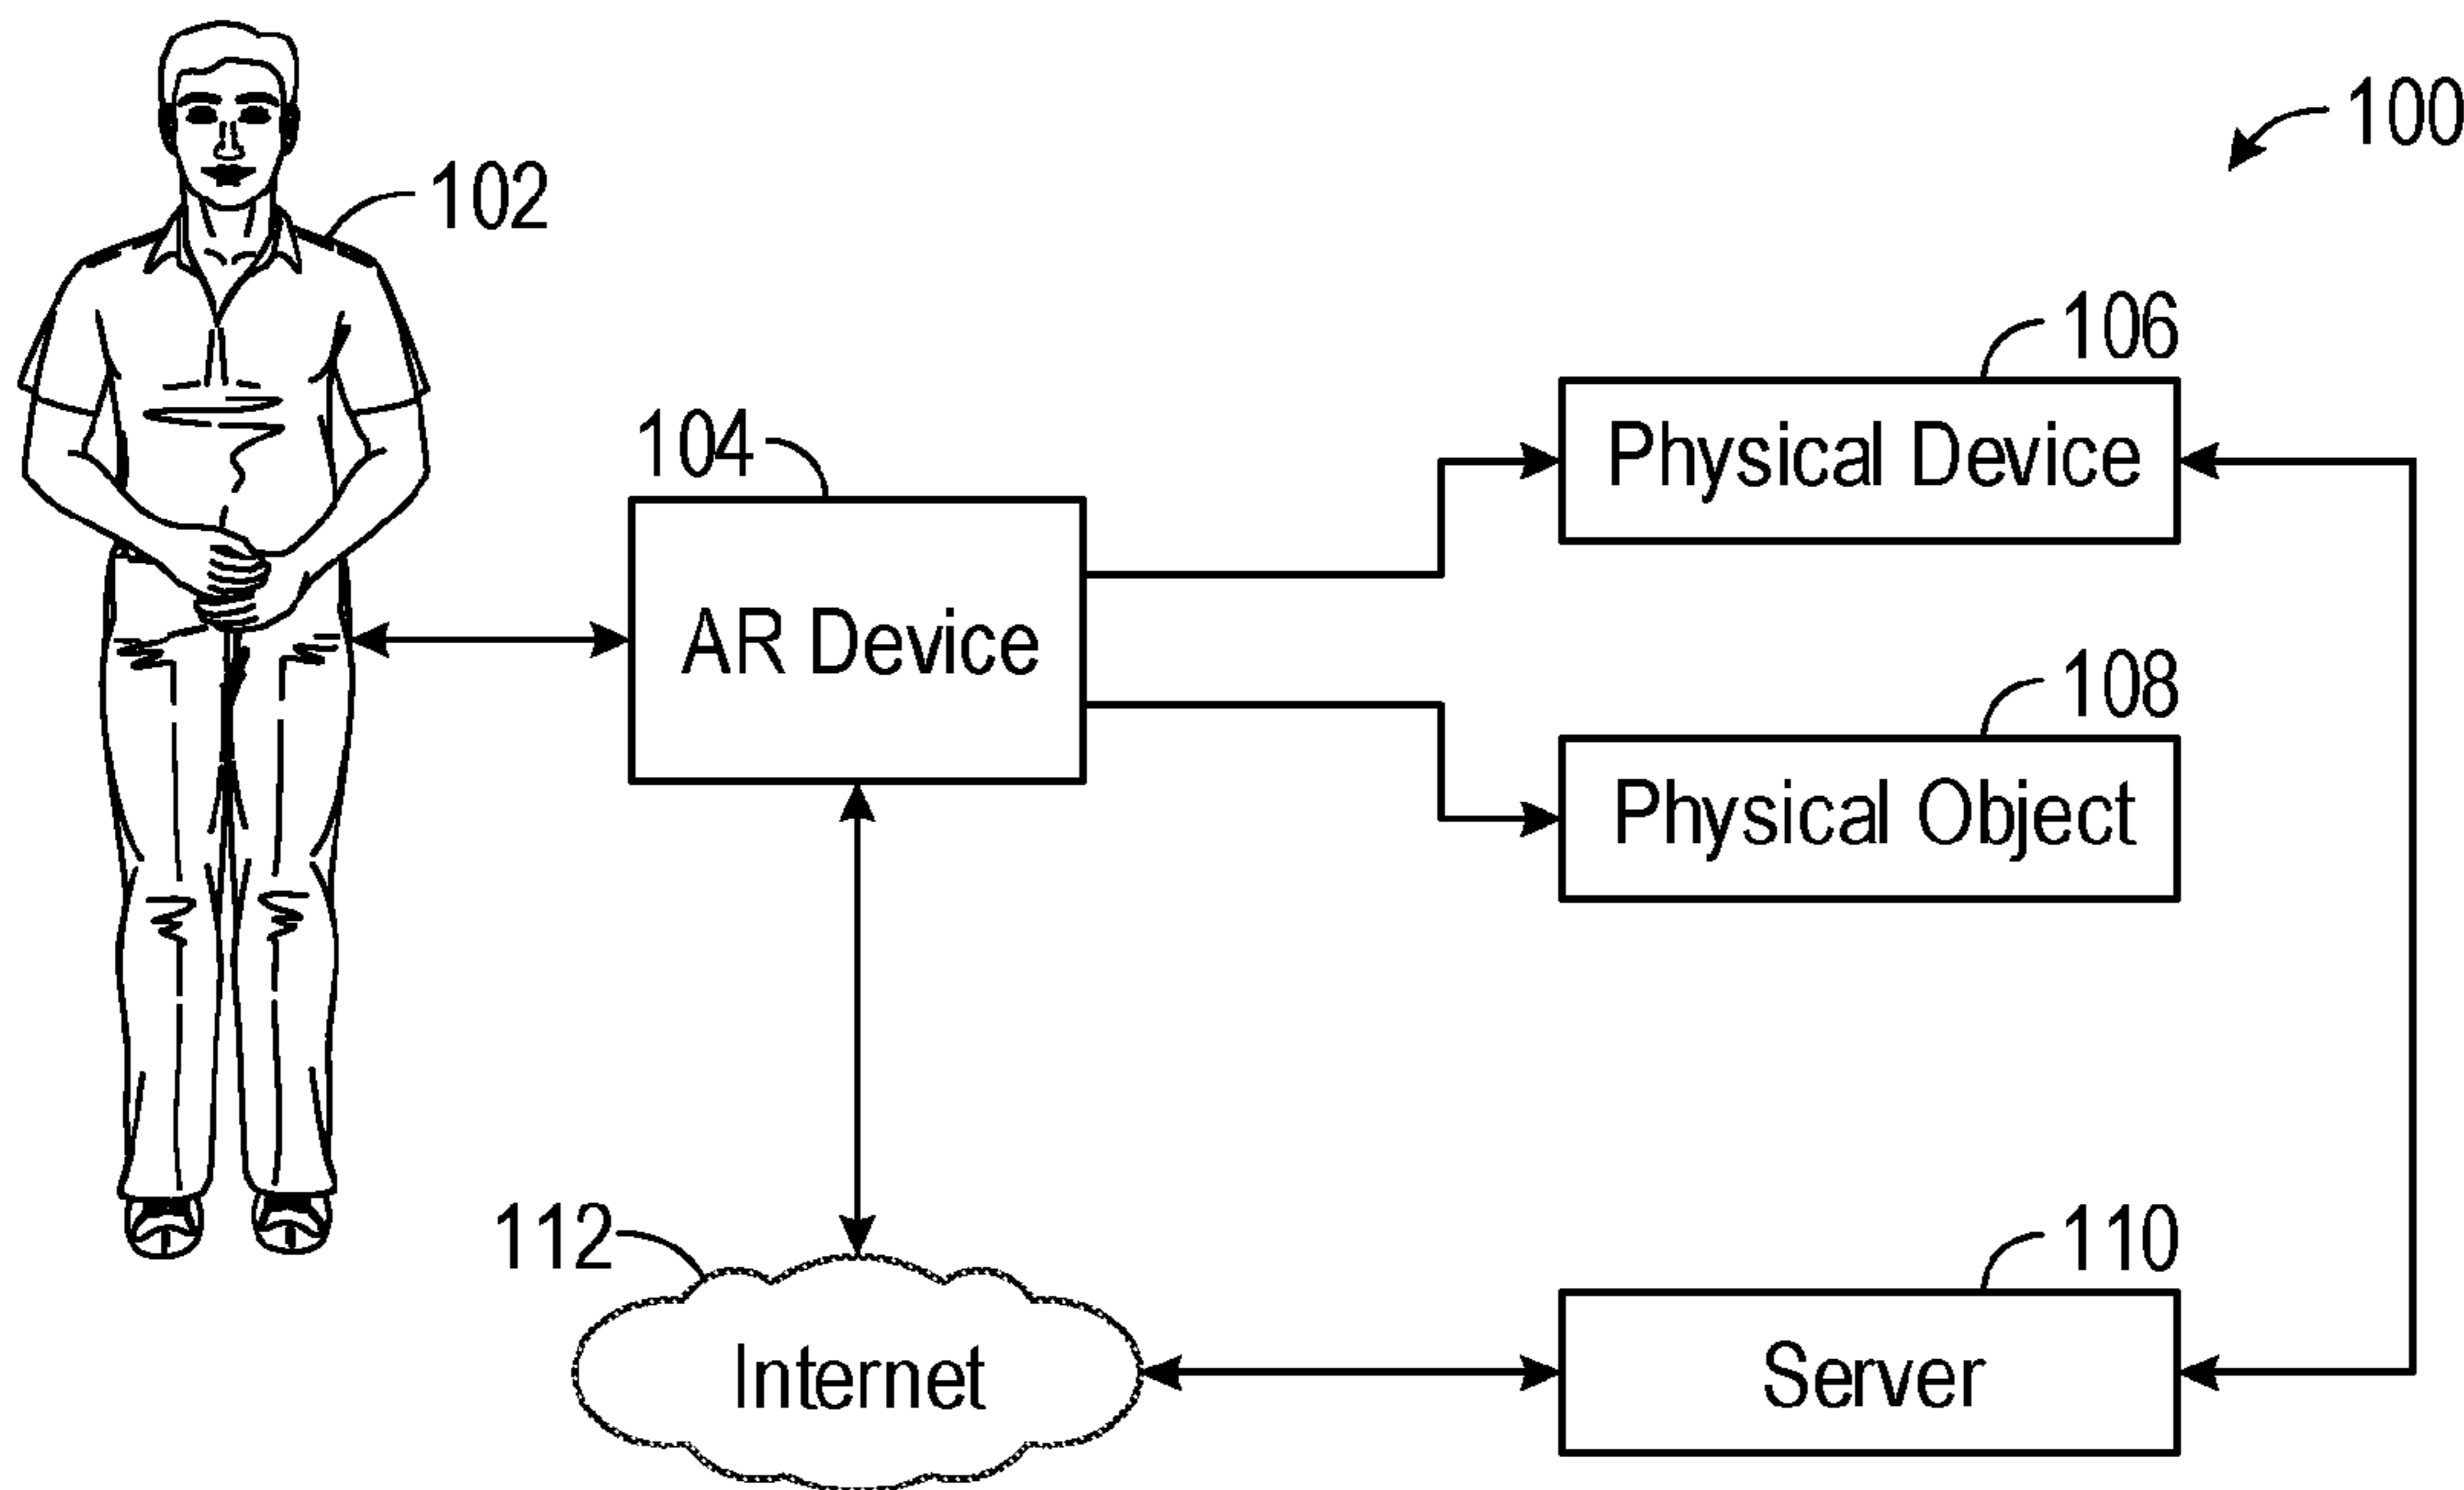 100
102
106
Physical Device
104
AR Device
108
Physical Object
112
110
Internet
Server